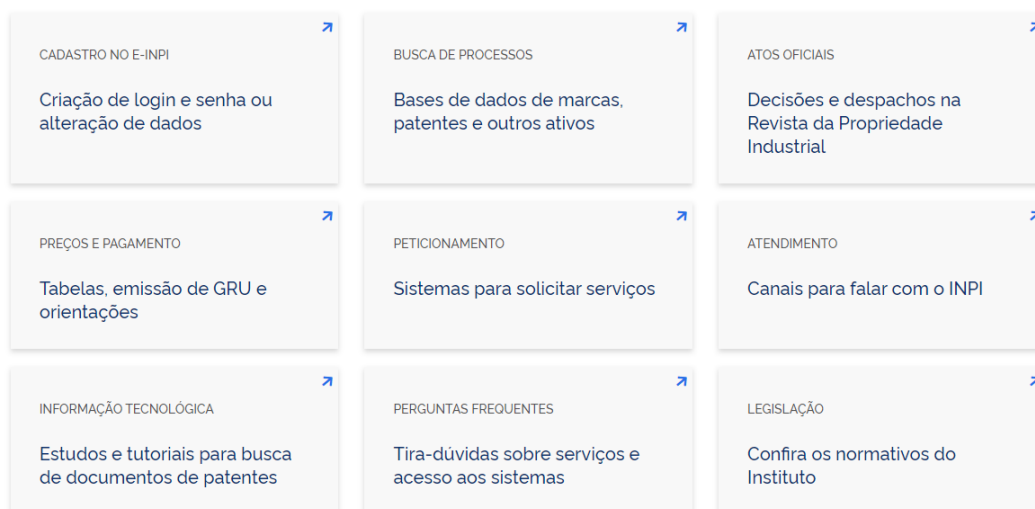 CADASTRO NO E-INPI
Criação de login e senha ou
alteração de dados
BUSCA DE PROCESSOS
Bases de dados de marcas,
patentes e outros ativos
ATOS OFICIAIS
Decisões e despachos na
Revista da Propriedade
Industrial
PREÇOS E PAGAMENTO
Tabelas, emissão de GRU e
orientações
PETICIONAMENTO
Sistemas para solicitar serviços
ATENDIMENTO
Canais para falar com o INPI
INFORMAÇÃO TECNOLÓGICA
Estudos e tutoriais para busca
de documentos de patentes
PERGUNTAS FREQUENTES
Tira-dúvidas sobre serviços e
acesso aos sistemas
LEGISLAÇÃO
Confira os normativos do
Instituto